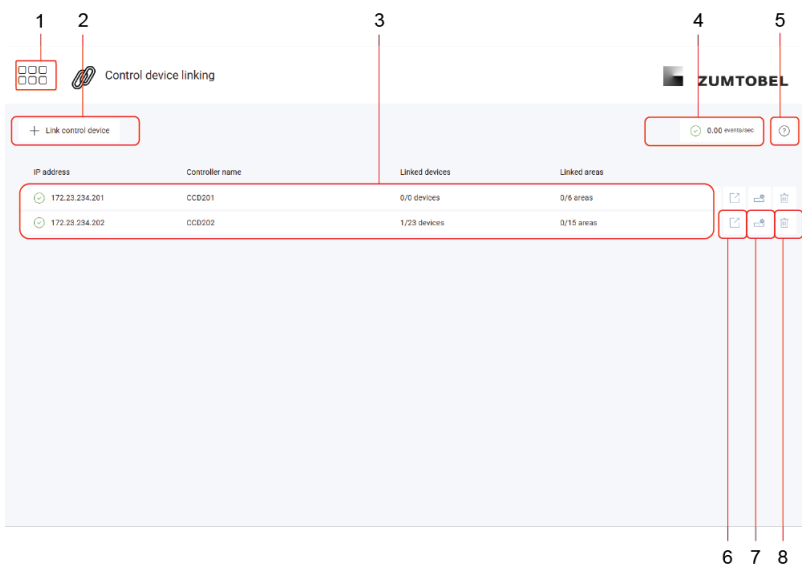 1 2 3 4 5
Control device linking
ZUMTOBEL
Link control device
0.00 events/sec
?
IP address Controller name Linked devices Linked areas
172.23.234.201 CCD201 0/0 devices 0/6 areas
172.23.234.202 CCD202 1/23 devices 0/15 areas
6 7 8